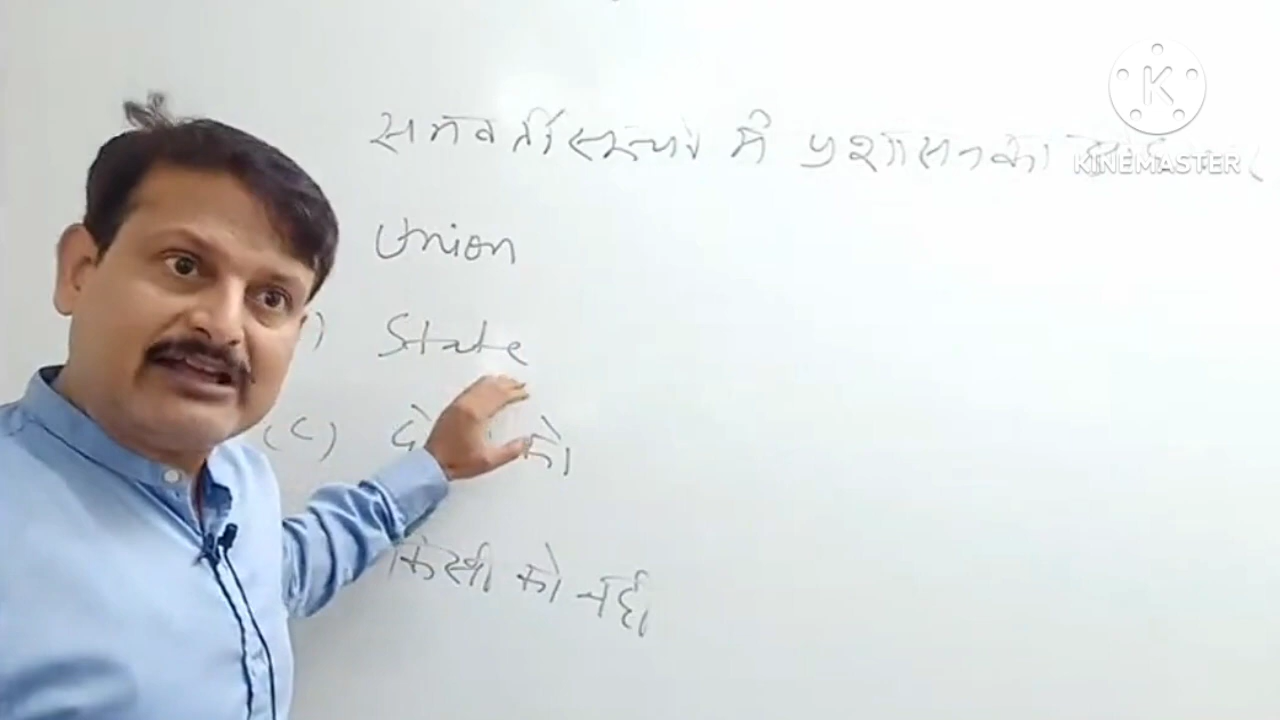 समवर्ती सूची में प्रशासन का
Union
) State
(C) को
किसी को नहीं
K
KINEMASTER